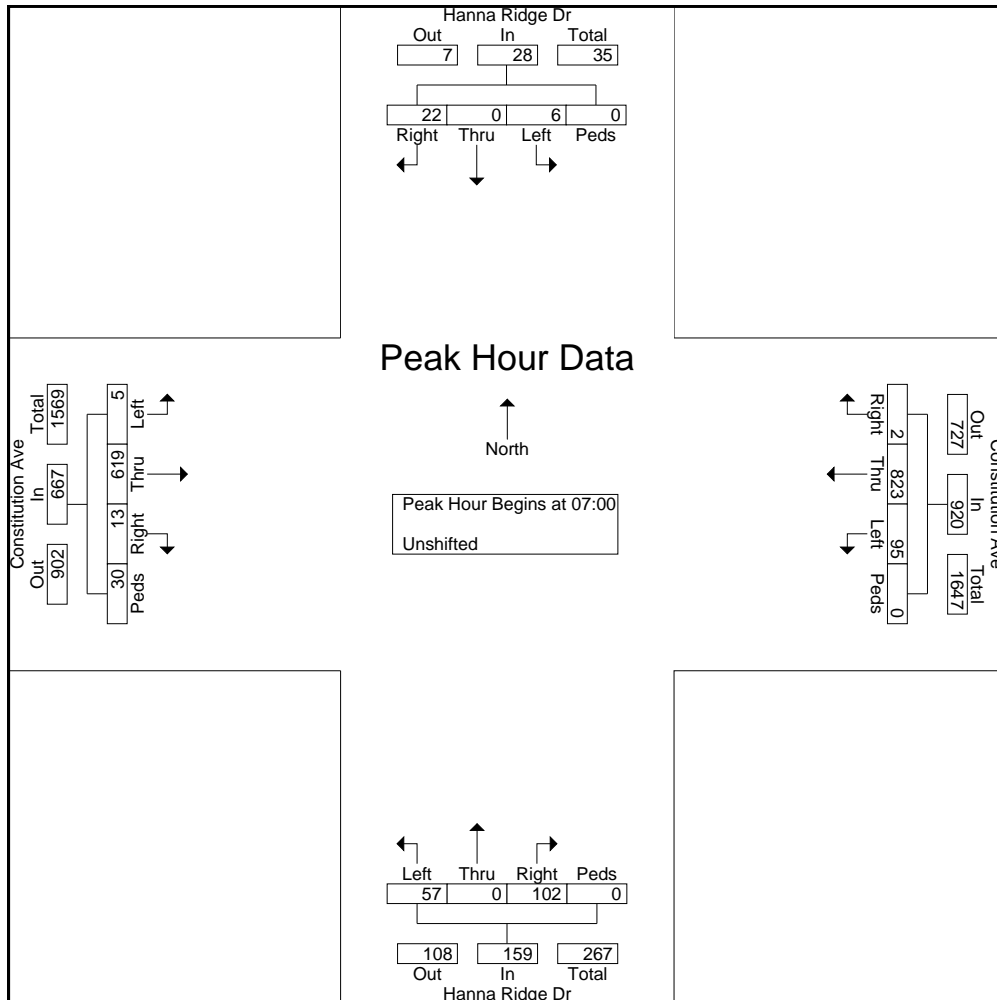 Hanna Ridge Dr
Out In Total
7 28 35
22 0 6 0
Right Thru Left Peds
Peak Hour Data
North
Peak Hour Begins at 07:00
Unshifted
Constitution Ave
Total In Out
1569 667 902
5 619 13 30
Left Thru Right Peds
Constitution Ave
Out In Total
727 920 1647
2 823 95 0
Right Thru Left Peds
Left Thru Right Peds
57 0 102 0
108 159 267
Out In Total
Hanna Ridge Dr